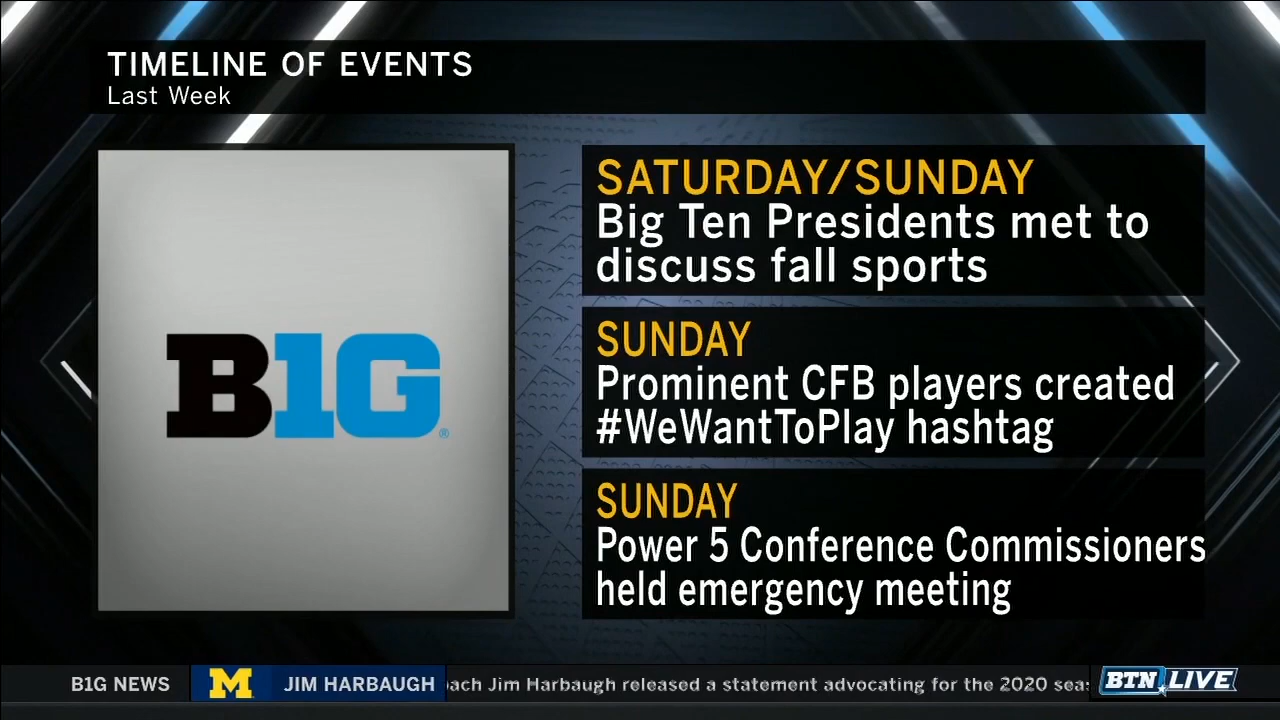 TIMELINE OF EVENTS
Last Week
B1G
®
SATURDAY/SUNDAY
Big Ten Presidents met to
discuss fall sports
SUNDAY
Prominent CFB players created
#WeWantToPlay hashtag
SUNDAY
Power 5 Conference Commissioners
held emergency meeting
B1G NEWS
M
JIM HARBAUGH
ach Jim Harbaugh released a statement advocating for the 2020 sea
BTN LIVE